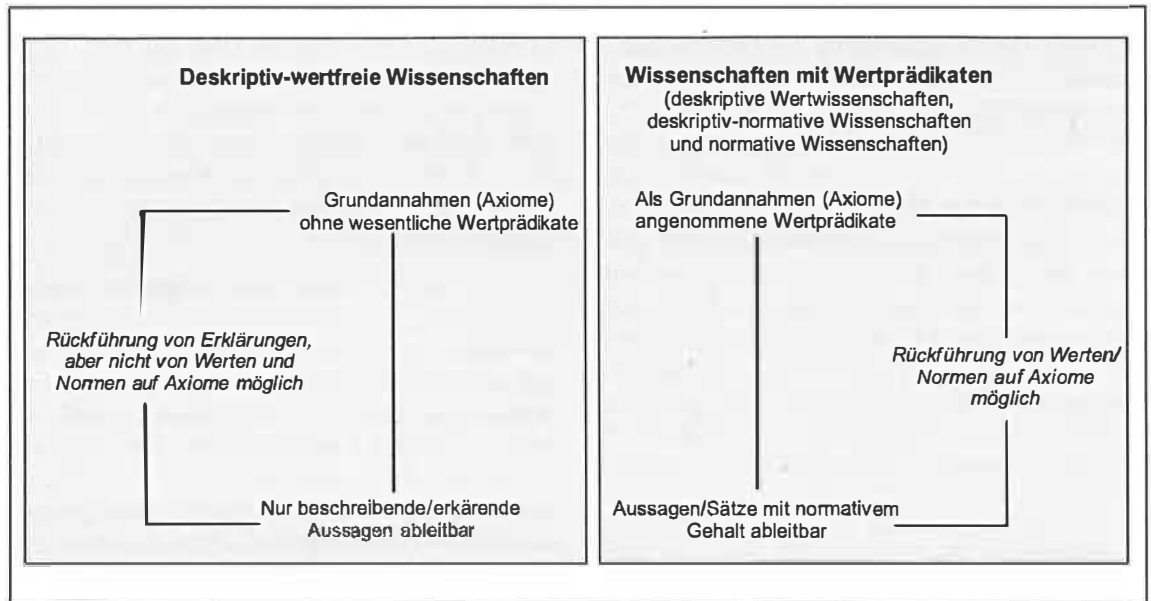 Deskriptiv-wertfreie Wissenschaften
Grundannahmen (Axiome)
ohne wesentliche Wertprädikate
Rückführung von Erklärungen,
aber nicht von Werten und
Normen auf Axiome möglich
Nur beschreibende/erkärende
Aussagen ableitbar
Wissenschaften mit Wertprädikaten
(deskriptive Wertwissenschaften,
deskriptiv-normative Wissenschaften
und normative Wissenschaften)
Als Grundannahmen (Axiome)
angenommene Wertprädikate
Rückführung von Werten/
Normen auf Axiome
möglich
Aussagen/Sätze mit normativem
Gehalt ableitbar